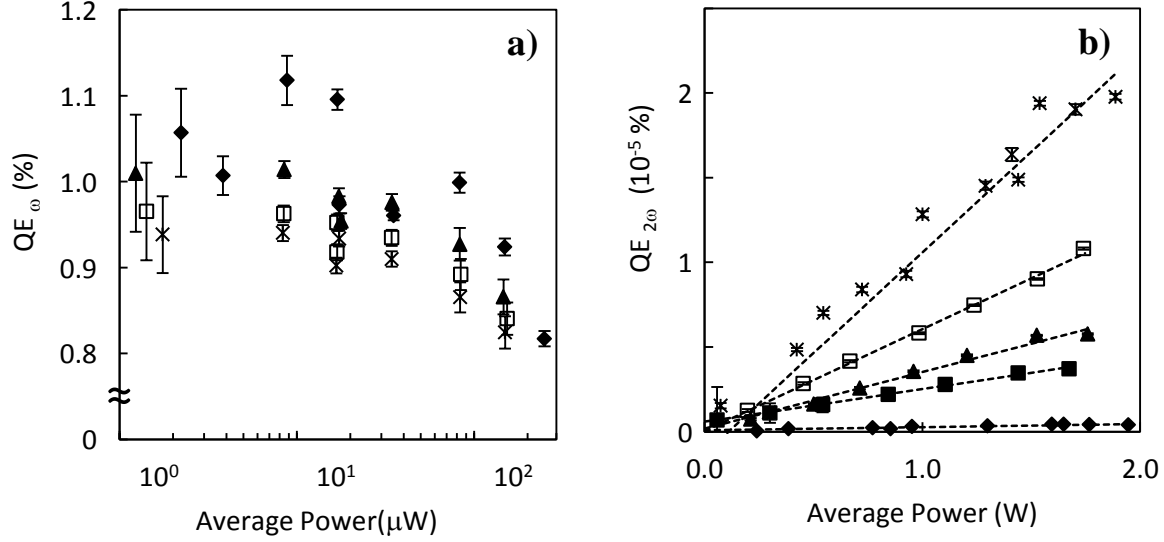 a)
1.2
1.1
1.0
0.9
0.8
0
QE ω (%)
10⁰ 10¹ 10²
Average Power(μW)
b)
2
1
0
QE 2ω (10⁻⁵ %)
0.0 1.0 2.0
Average Power (W)